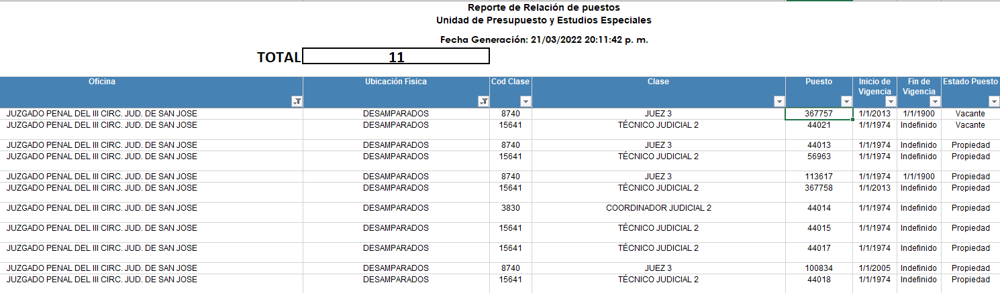 Reporte de Relación de puestos
Unidad de Presupuesto y Estudios Especiales
Fecha Generación: 21/03/2022 20:11:42 p. m.
TOTAL 11
Oficina Ubicación Física Cod Clase Clase Puesto Inicio de Vigencia Fin de Vigencia Estado Puesto
JUZGADO PENAL DEL III CIRC. JUD. DE SAN JOSE DESAMPARADOS 8740 JUEZ 3 367757 1/1/2013 1/1/1900 Vacante
JUZGADO PENAL DEL III CIRC. JUD. DE SAN JOSE DESAMPARADOS 15641 TÉCNICO JUDICIAL 2 44021 1/1/1974 Indefinido Vacante
JUZGADO PENAL DEL III CIRC. JUD. DE SAN JOSE DESAMPARADOS 8740 JUEZ 3 44013 1/1/1974 Indefinido Propiedad
JUZGADO PENAL DEL III CIRC. JUD. DE SAN JOSE DESAMPARADOS 15641 TÉCNICO JUDICIAL 2 56963 1/1/1974 Indefinido Propiedad
JUZGADO PENAL DEL III CIRC. JUD. DE SAN JOSE DESAMPARADOS 8740 JUEZ 3 113617 1/1/1974 1/1/1900 Propiedad
JUZGADO PENAL DEL III CIRC. JUD. DE SAN JOSE DESAMPARADOS 15641 TÉCNICO JUDICIAL 2 367758 1/1/2013 Indefinido Propiedad
JUZGADO PENAL DEL III CIRC. JUD. DE SAN JOSE DESAMPARADOS 3830 COORDINADOR JUDICIAL 2 44014 1/1/1974 Indefinido Propiedad
JUZGADO PENAL DEL III CIRC. JUD. DE SAN JOSE DESAMPARADOS 15641 TÉCNICO JUDICIAL 2 44015 1/1/1974 Indefinido Propiedad
JUZGADO PENAL DEL III CIRC. JUD. DE SAN JOSE DESAMPARADOS 15641 TÉCNICO JUDICIAL 2 44017 1/1/1974 Indefinido Propiedad
JUZGADO PENAL DEL III CIRC. JUD. DE SAN JOSE DESAMPARADOS 8740 JUEZ 3 100834 1/1/2005 Indefinido Propiedad
JUZGADO PENAL DEL III CIRC. JUD. DE SAN JOSE DESAMPARADOS 15641 TÉCNICO JUDICIAL 2 44018 1/1/1974 Indefinido Propiedad